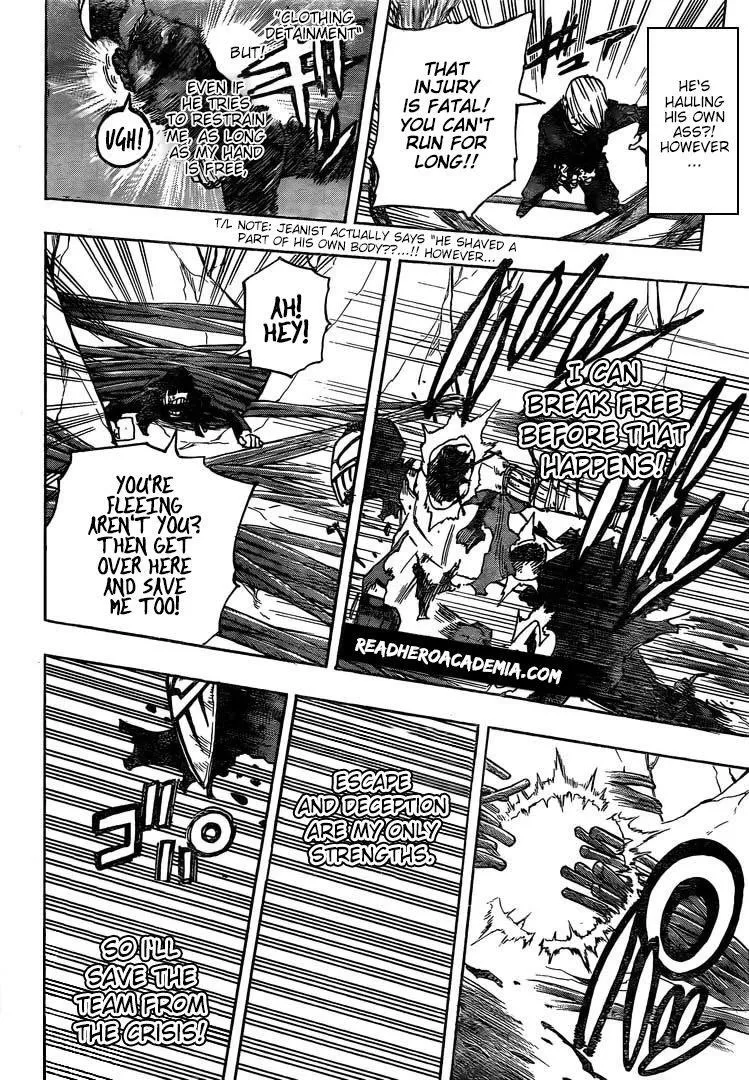 HE'S
HAULING
HIS OWN
ASS?!
HOWEVER
...
THAT
INJURY
IS FATAL!
YOU CAN'T
RUN FOR
LONG!!
"CLOTHING
DETAINMENT"
BUT!
EVEN IF
HE TRIES
TO RESTRAIN
ME, AS LONG
AS MY HAND
IS FREE,
UGH!
T/L NOTE: JEANIST ACTUALLY SAYS "HE SHAVED A
PART OF HIS OWN BODY??...!! HOWEVER...
I CAN
BREAK FREE
BEFORE THAT
HAPPENS!
READHEROACADEMIA.COM
AH!
HEY!
YOU'RE
FLEEING
AREN'T YOU?
THEN GET
OVER HERE
AND SAVE
ME TOO!
ESCAPE
AND DECEPTION
ARE MY ONLY
STRENGTHS.
ゴパ
SO I'LL
SAVE THE
TEAM FROM
THE CRISIS!